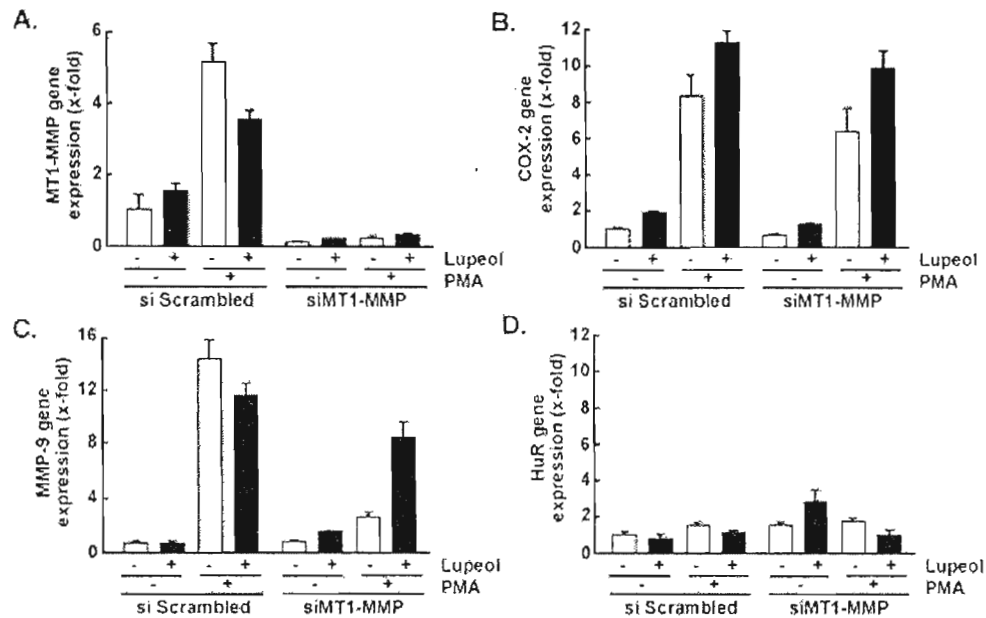 A.
MT1-MMP gene
expression (x-fold)
6
4
2
0
- + - + - + - + Lupeol
- + - + PMA
si Scrambled siMT1-MMP
B.
COX-2 gene
expression (x-fold)
12
10
8
6
4
2
0
- + - + - + - + Lupeol
- + - + PMA
si Scrambled siMT1-MMP
C.
MMP-9 gene
expression (x-fold)
16
12
8
4
0
- + - + - + - + Lupeol
- + - + PMA
si Scrambled siMT1-MMP
D.
HuR gene
expression (x-fold)
12
10
8
6
4
2
0
- + - + - + - + Lupeol
- + - + PMA
si Scrambled siMT1-MMP